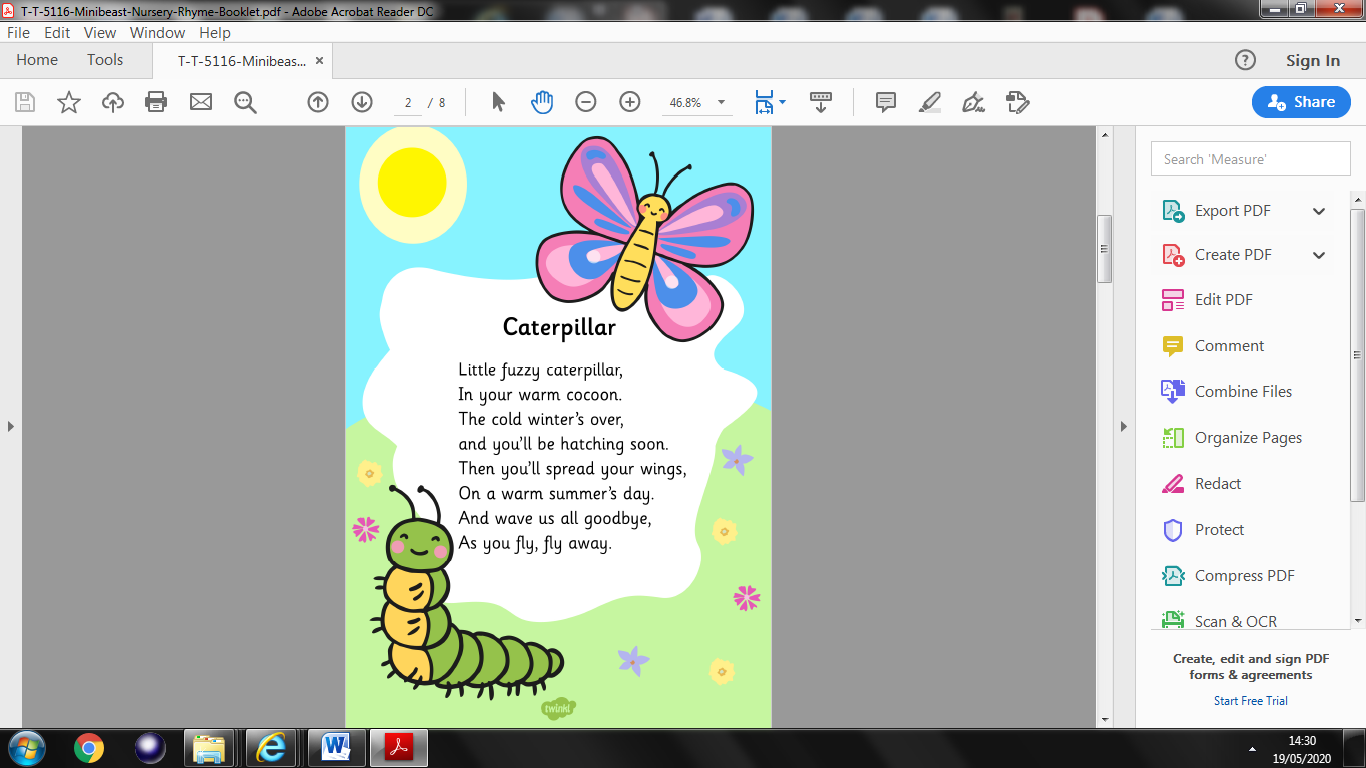 T-T-5116-Minibeast-Nursery-Rhyme-Booklet.pdf - Adobe Acrobat Reader DC
File Edit View Window Help
Home Tools T-T-5116-Minibeas... × Sign In
2 / 8 46.8% Share
Search 'Measure'
Export PDF
Create PDF
Edit PDF
Comment
Combine Files
Organize Pages
Redact
Protect
Compress PDF
Scan & OCR
Create, edit and sign PDF
forms & agreements
Start Free Trial
Caterpillar
Little fuzzy caterpillar,
In your warm cocoon.
The cold winter's over,
and you'll be hatching soon.
Then you'll spread your wings,
On a warm summer's day.
And wave us all goodbye,
As you fly, fly away.
twinkl
14:30
19/05/2020